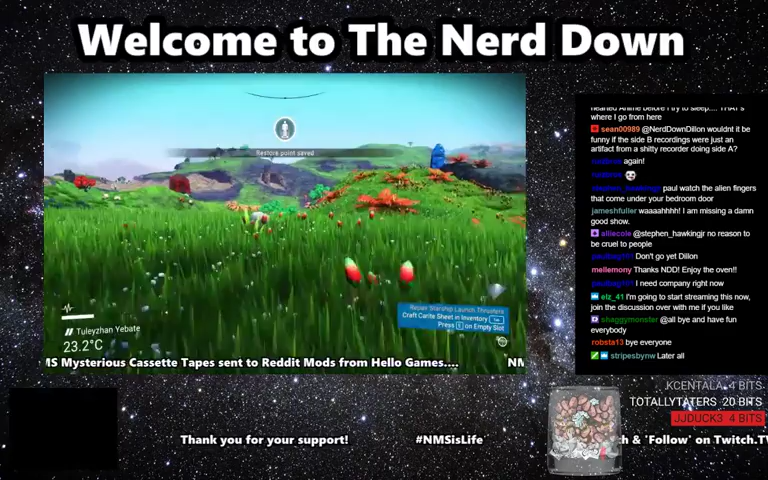 Welcome to The Nerd Down
Restore point saved
Repair Starship Launch Thrusters
Craft Carite Sheet in Inventory
Press E on Empty Slot
Tuleyzhan Yebate
23.2°C
MS Mysterious Cassette Tapes sent to Reddit Mods from Hello Games....
NM
hearted Anime before I try to sleep.... THAT's
where I go from here
sean00989 @NerdDownDillon wouldnt it be
funny if the side B recordings were just an
artifact from a shitty recorder doing side A?
again!
paul watch the alien fingers
that come under your bedroom door
jameshfuller waaaahhhh! I am missing a damn
good show.
alliecole @stephen_hawkingjr no reason to
be cruel to people
Don't go yet Dillon
mellemony Thanks NDD! Enjoy the oven!!
I need company right now
elz_41 I'm going to start streaming this now,
join the discussion over with me if you like
shaggymonster @all bye and have fun
everybody
robsta13 bye everyone
stripesbynw Later all
KCENTALA 4 BITS
TOTALLYTATERS 20 BITS
JJDUCK3 4 BITS
Thank you for your support!
#NMSisLife
ch & 'Follow' on Twitch.TV